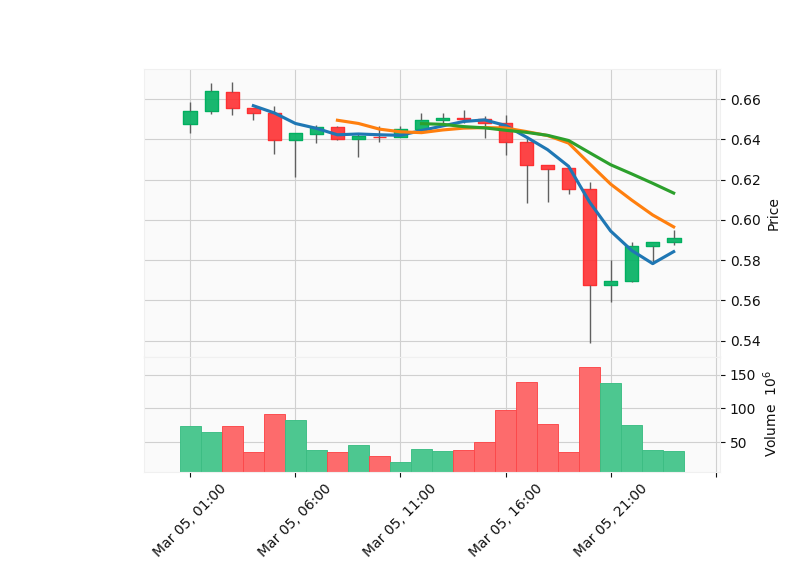 0.66
0.64
0.62
0.60
0.58
0.56
0.54
Price
150
100
50
Volume 10⁶
Mar 05, 01:00
Mar 05, 06:00
Mar 05, 11:00
Mar 05, 16:00
Mar 05, 21:00